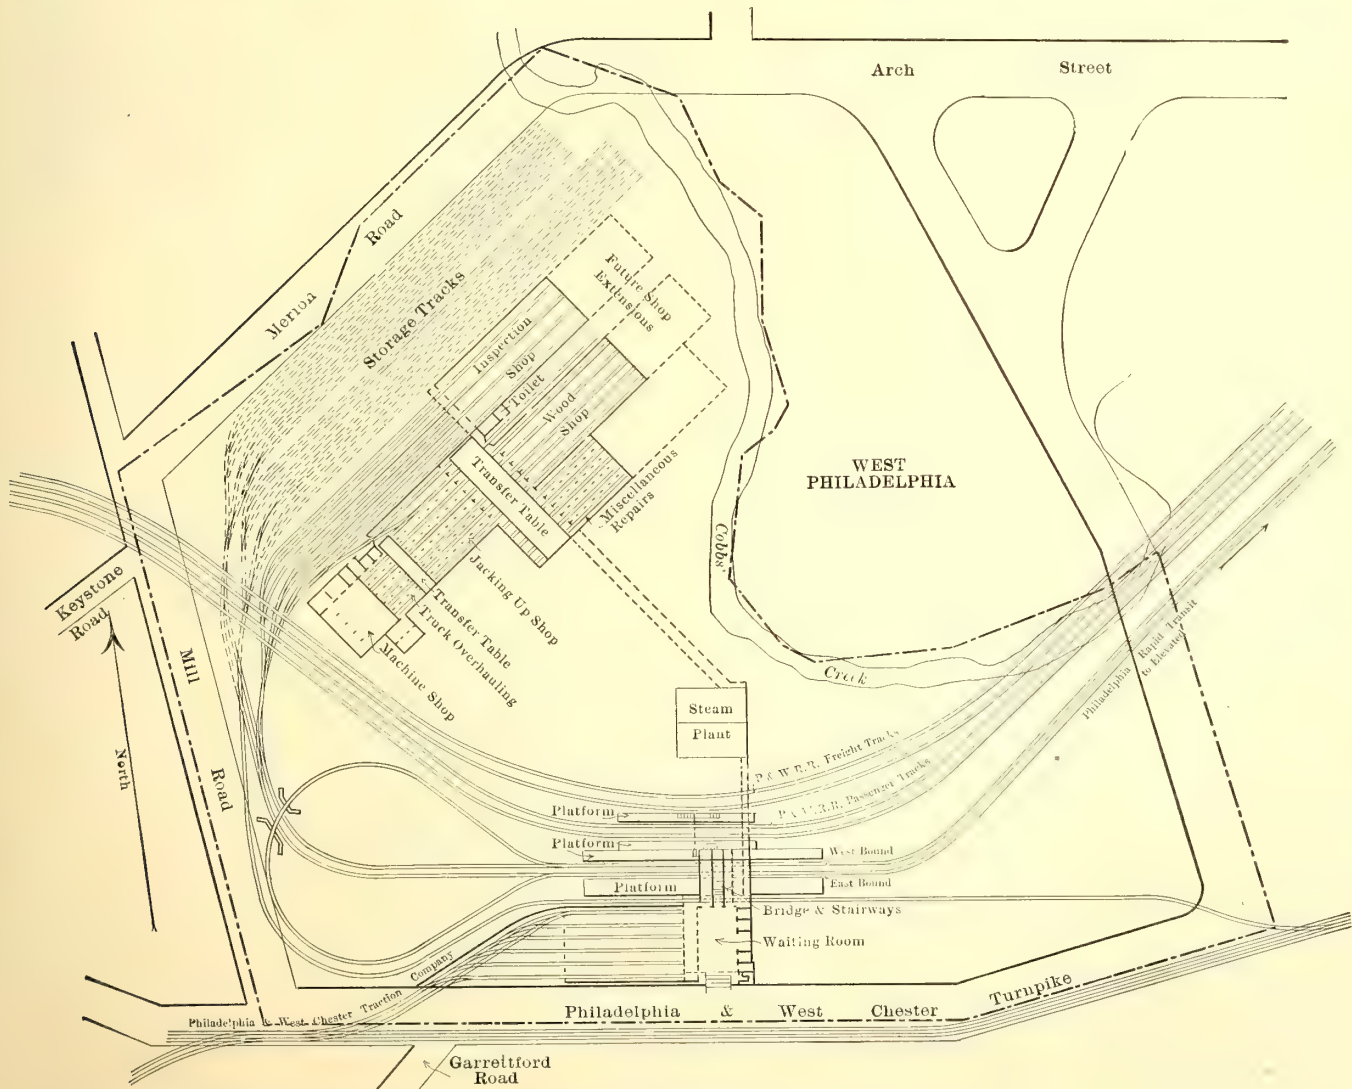 Arch Street
Merion Road
Storage Tracks
Future Shop
Extensions
Inspection
Shop
Toilet
Wood
Shop
Transfer Table
Miscellaneous
Repairs
WEST
PHILADELPHIA
Cobbs'
Creek
Keystone
Road
Mill
Road
North
Jacking Up Shop
Transfer Table
Truck Overhauling
Machine Shop
Steam
Plant
Philadelphia Rapid Transit
to Elevated
P & W R.R. Freight Tracks
P & W R.R. Passenger Tracks
Platform
Platform
West Bound
Platform
East Bound
Bridge & Stairways
Waiting Room
Philadelphia & West Chester Traction Company
Philadelphia & West Chester Turnpike
Garrettford
Road